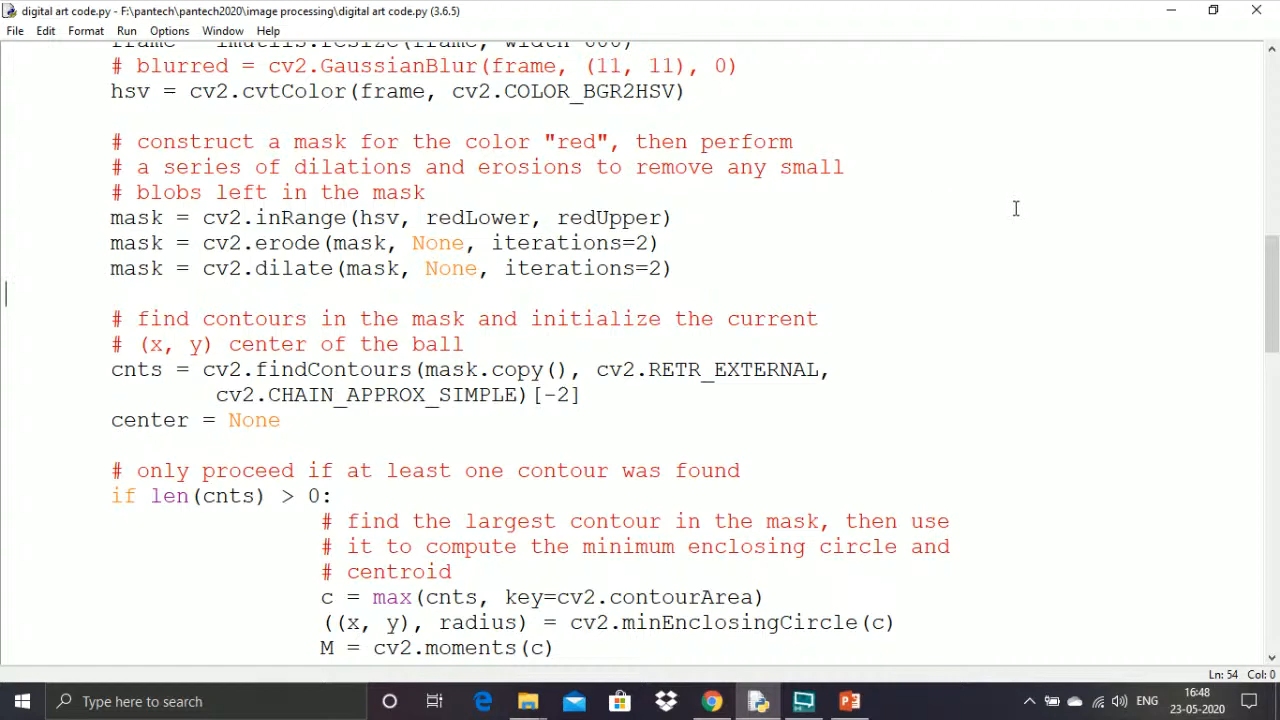 digital art code.py - F:\pantech\pantech2020\image processing\digital art code.py (3.6.5)
File Edit Format Run Options Window Help
frame = imutils.resize(frame, width=600)
# blurred = cv2.GaussianBlur(frame, (11, 11), 0)
hsv = cv2.cvtColor(frame, cv2.COLOR_BGR2HSV)
# construct a mask for the color "red", then perform
# a series of dilations and erosions to remove any small
# blobs left in the mask
mask = cv2.inRange(hsv, redLower, redUpper)
mask = cv2.erode(mask, None, iterations=2)
mask = cv2.dilate(mask, None, iterations=2)
# find contours in the mask and initialize the current
# (x, y) center of the ball
cnts = cv2.findContours(mask.copy(), cv2.RETR_EXTERNAL,
cv2.CHAIN_APPROX_SIMPLE)[-2]
center = None
# only proceed if at least one contour was found
if len(cnts) > 0:
# find the largest contour in the mask, then use
# it to compute the minimum enclosing circle and
# centroid
c = max(cnts, key=cv2.contourArea)
((x, y), radius) = cv2.minEnclosingCircle(c)
M = cv2.moments(c)
Ln: 54 Col: 0
Type here to search
ENG
16:48
23-05-2020